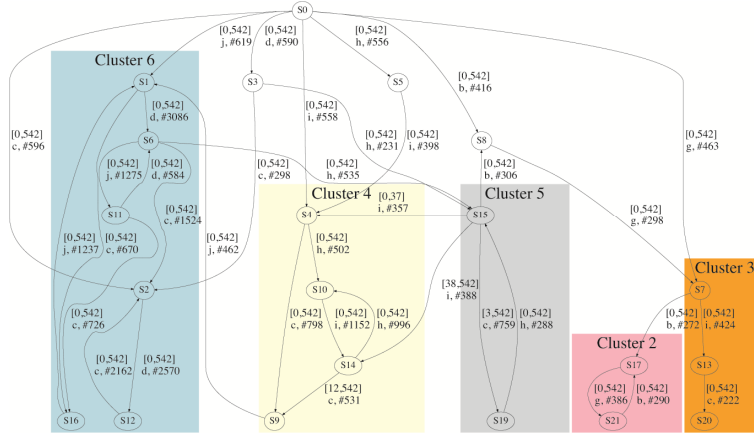 S0
[0,542]
j, #619
[0,542]
d, #590
[0,542]
h, #556
Cluster 6
S1
S3
S5
[0,542]
b, #416
[0,542]
d, #3086
[0,542]
i, #558
[0,542]
c, #596
S6
[0,542]
h, #231
[0,542]
i, #398
S8
[0,542]
g, #463
[0,542]
j, #1275
[0,542]
d, #584
[0,542]
c, #298
[0,542]
h, #535
[0,542]
b, #306
Cluster 4
Cluster 5
[0,542]
c, #1524
[0,37]
i, #357
S11
S4
S15
[0,542]
g, #298
[0,542]
j, #1237
[0,542]
c, #670
[0,542]
j, #462
[0,542]
h, #502
Cluster 3
S2
S10
[38,542]
i, #388
S7
[0,542]
c, #726
[0,542]
c, #798
[0,542]
i, #1152
[0,542]
h, #996
[3,542]
c, #759
[0,542]
h, #288
[0,542]
b, #272
[0,542]
i, #424
Cluster 2
[0,542]
c, #2162
[0,542]
d, #2570
S14
S17
S13
[12,542]
c, #531
[0,542]
g, #386
[0,542]
b, #290
[0,542]
c, #222
S16
S12
S9
S19
S21
S20